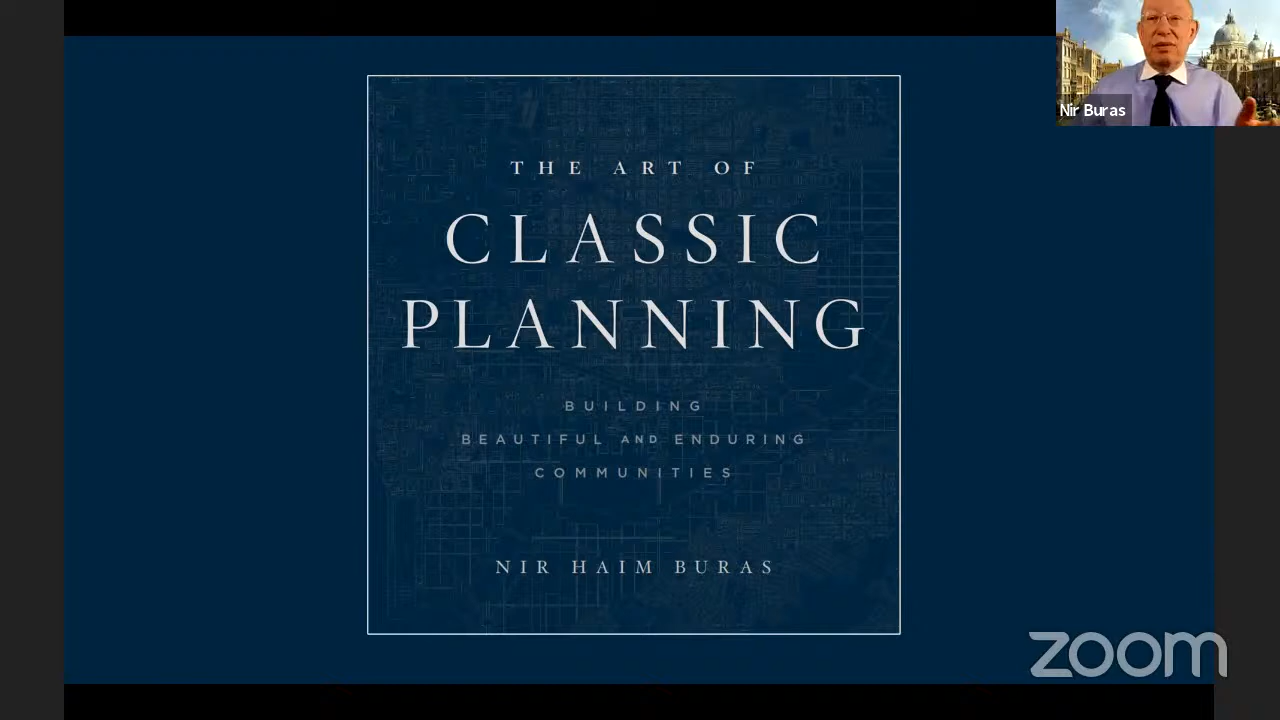 THE ART OF
CLASSIC
PLANNING
BUILDING
BEAUTIFUL AND ENDURING
COMMUNITIES
NIR HAIM BURAS
Nir Buras
zoom